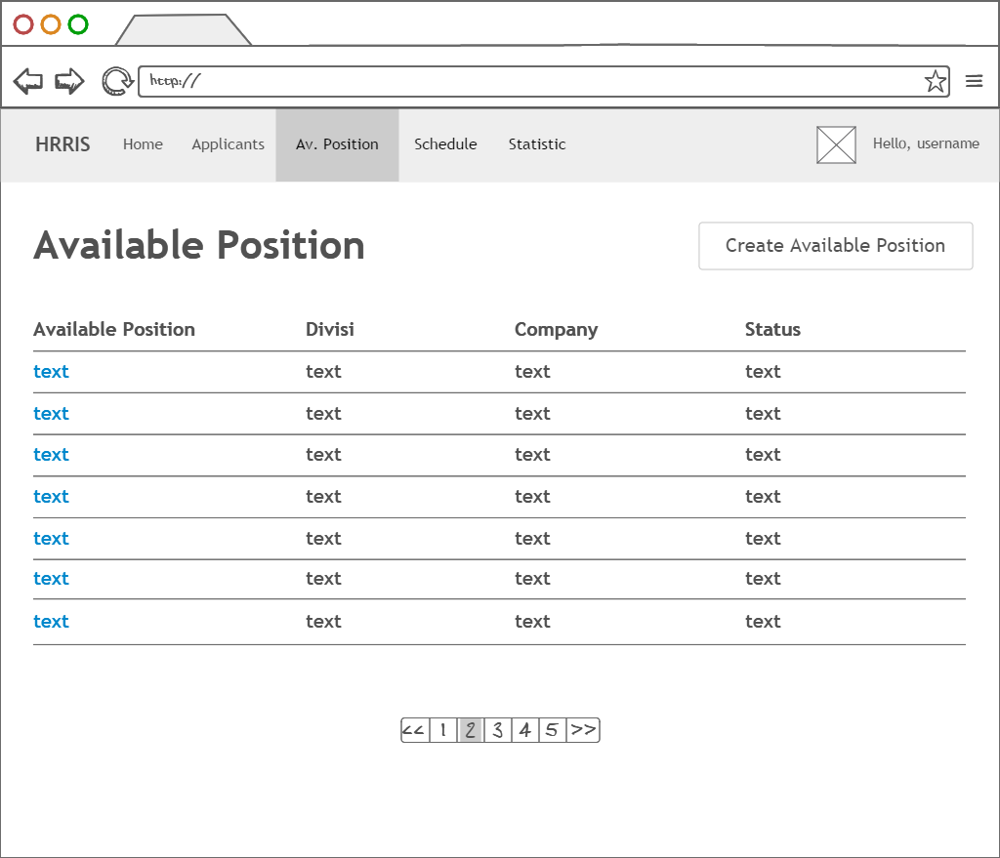 http://
HRRIS Home Applicants Av. Position Schedule Statistic Hello, username
Available Position Create Available Position
Available Position Divisi Company Status
text text text text
text text text text
text text text text
text text text text
text text text text
text text text text
text text text text
<< 1 2 3 4 5 >>